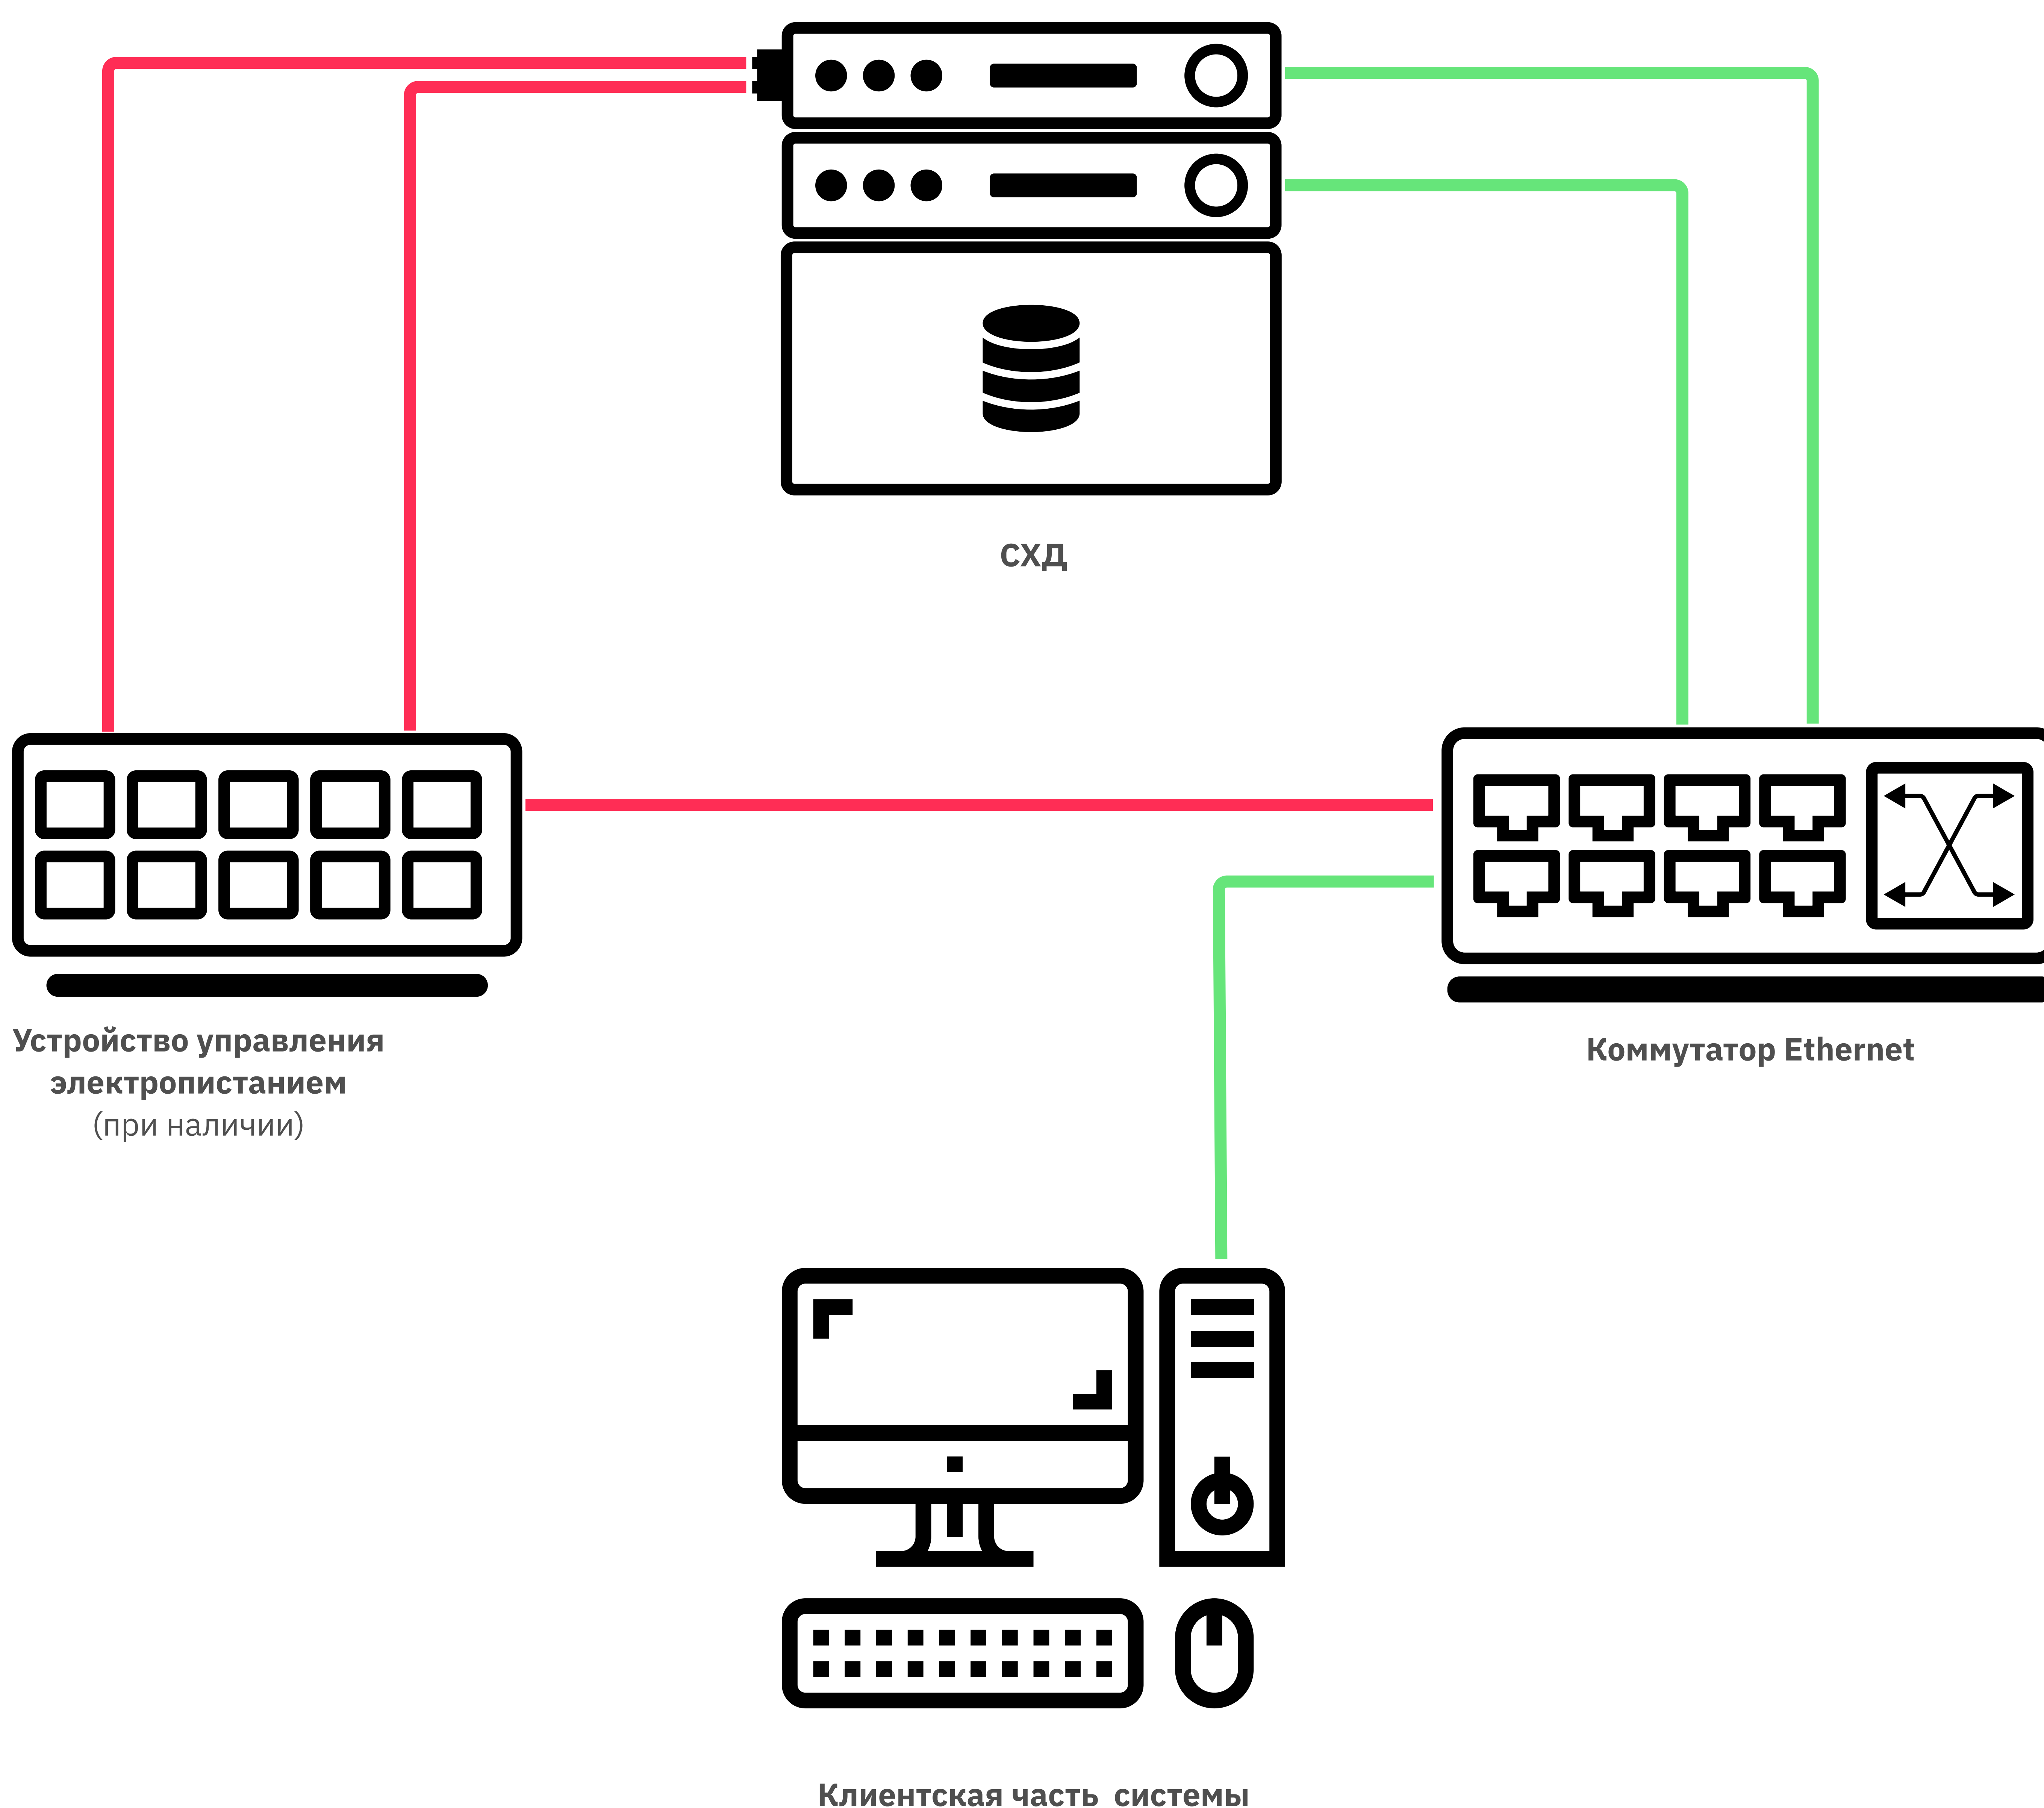 СХД
Устройство управления
электропистанием
(при наличии)
Коммутатор Ethernet
Клиентская часть системы